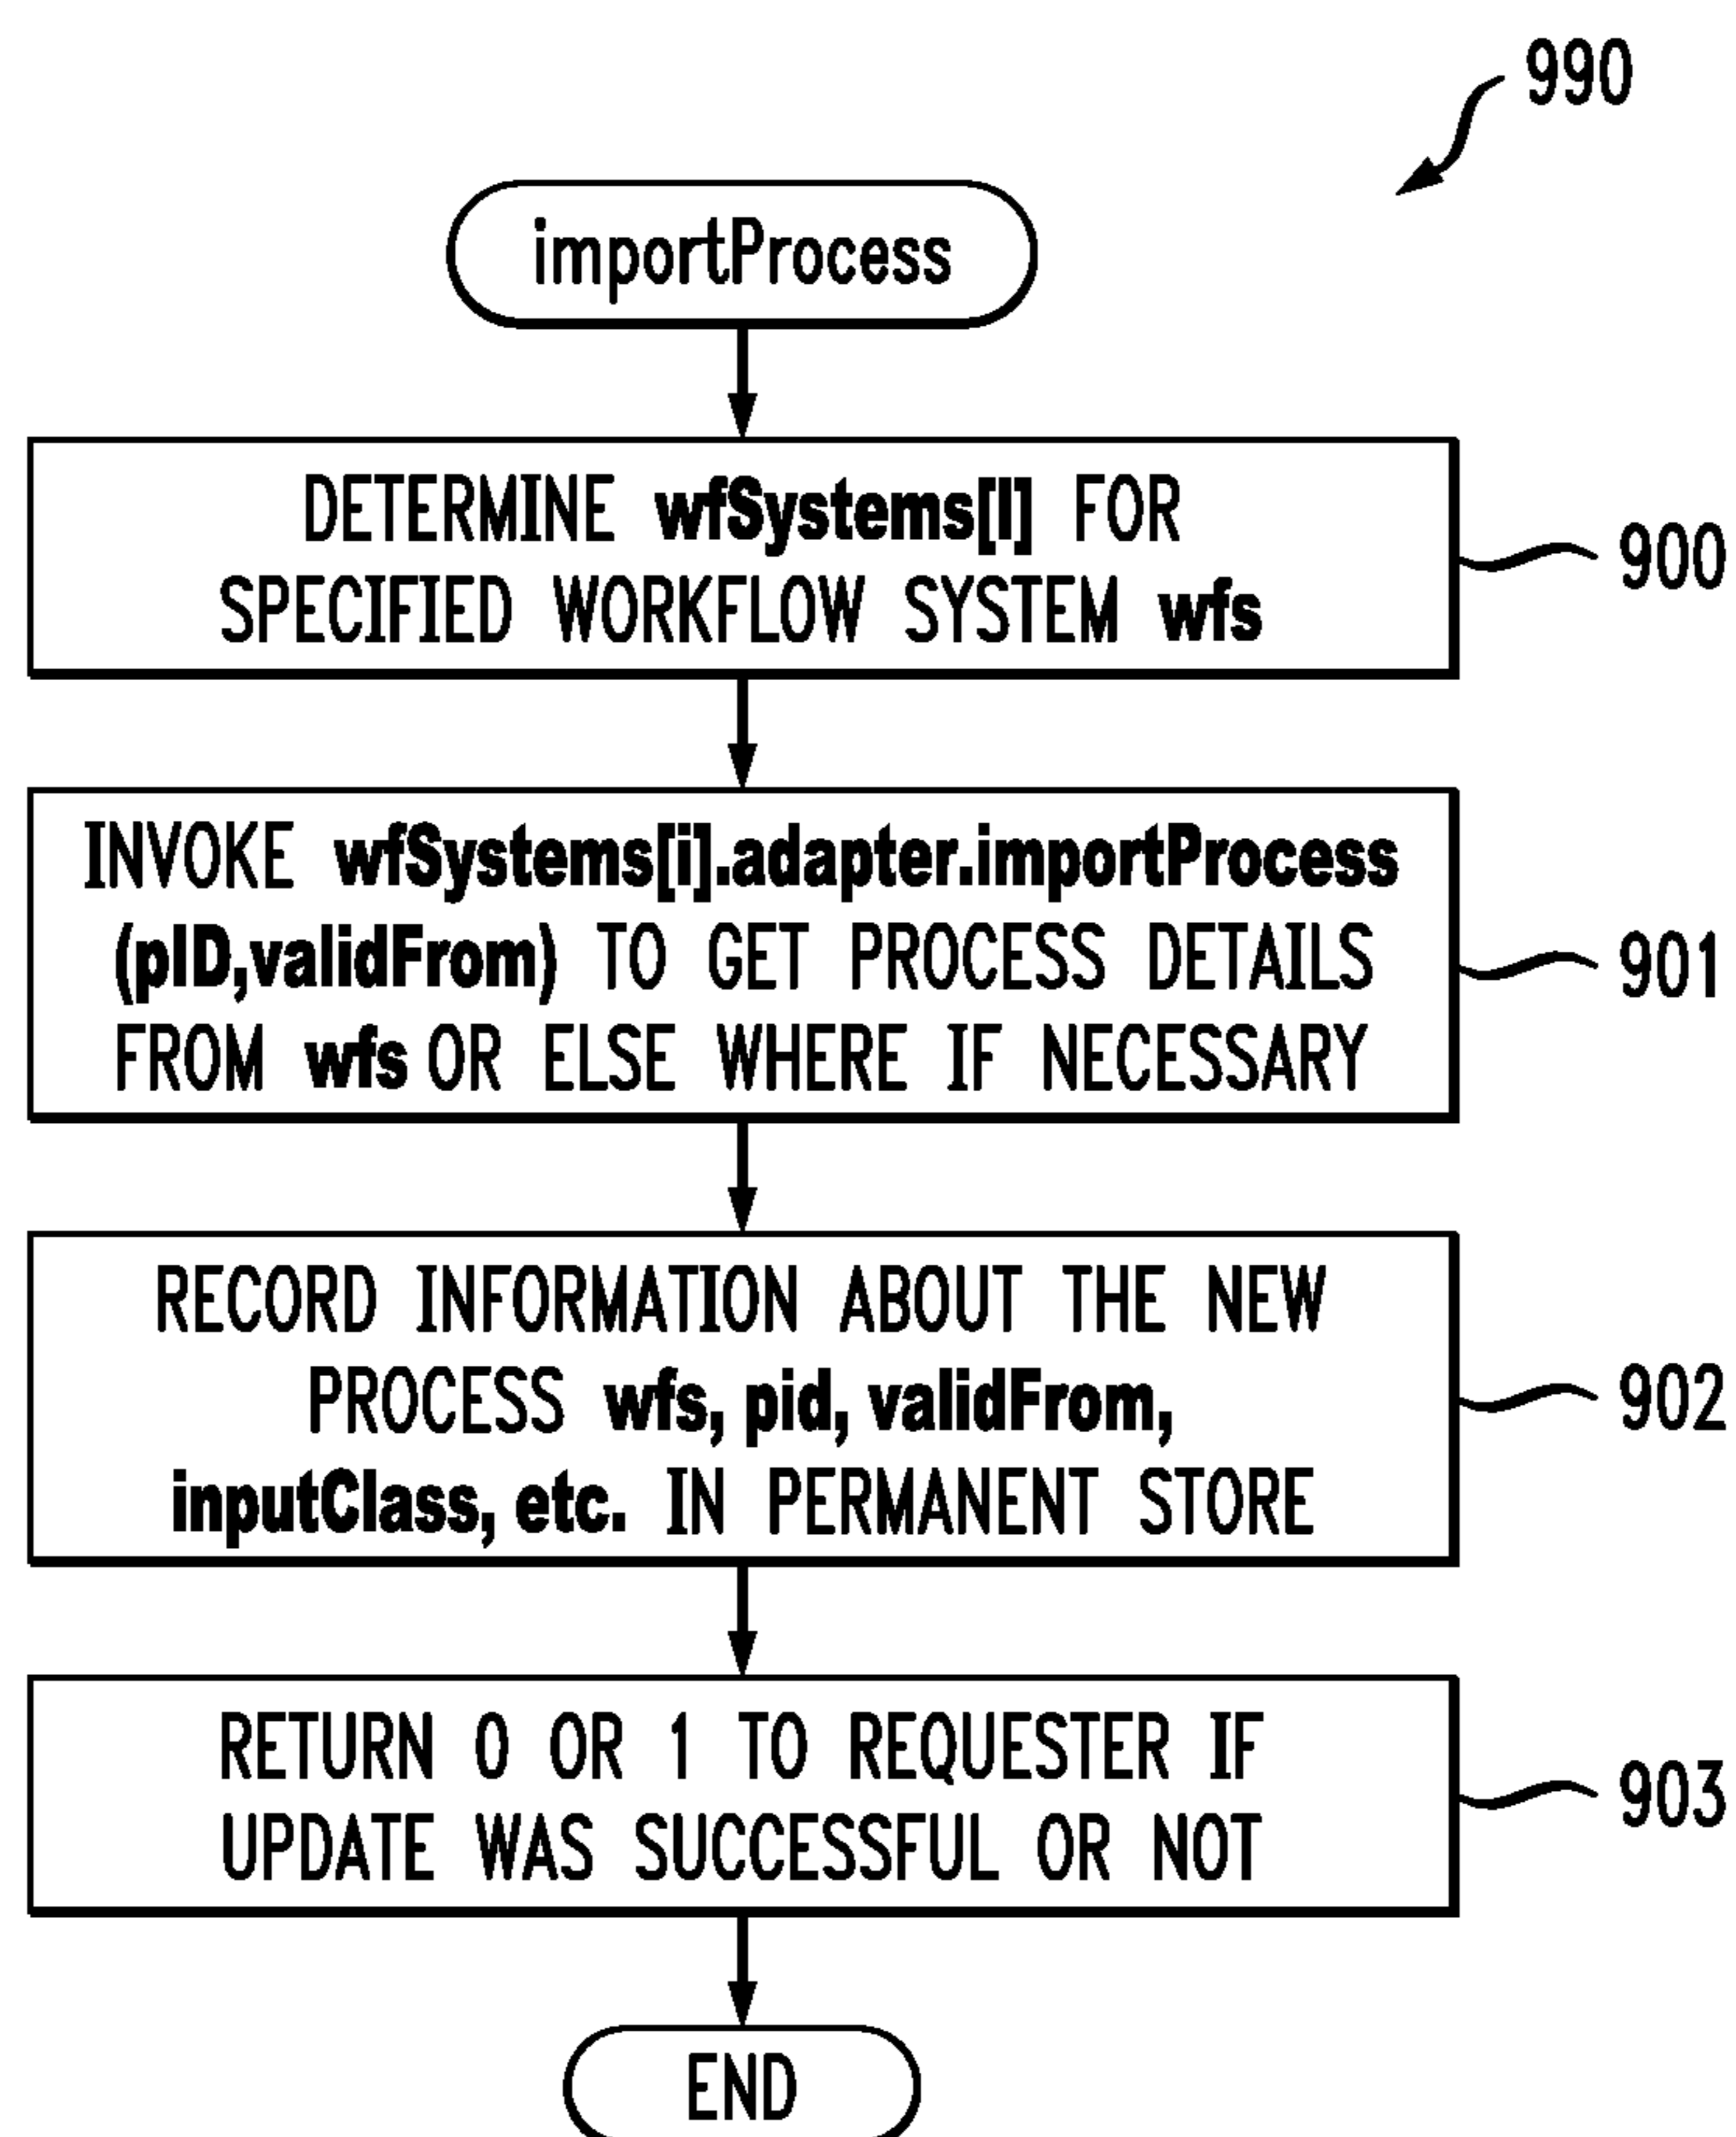 990
importProcess
DETERMINE wfSystems[I] FOR
SPECIFIED WORKFLOW SYSTEM wfs
900
INVOKE wfSystems[i].adapter.importProcess
(pID,validFrom) TO GET PROCESS DETAILS
FROM wfs OR ELSE WHERE IF NECESSARY
901
RECORD INFORMATION ABOUT THE NEW
PROCESS wfs, pid, validFrom,
inputClass, etc. IN PERMANENT STORE
902
RETURN 0 OR 1 TO REQUESTER IF
UPDATE WAS SUCCESSFUL OR NOT
903
END